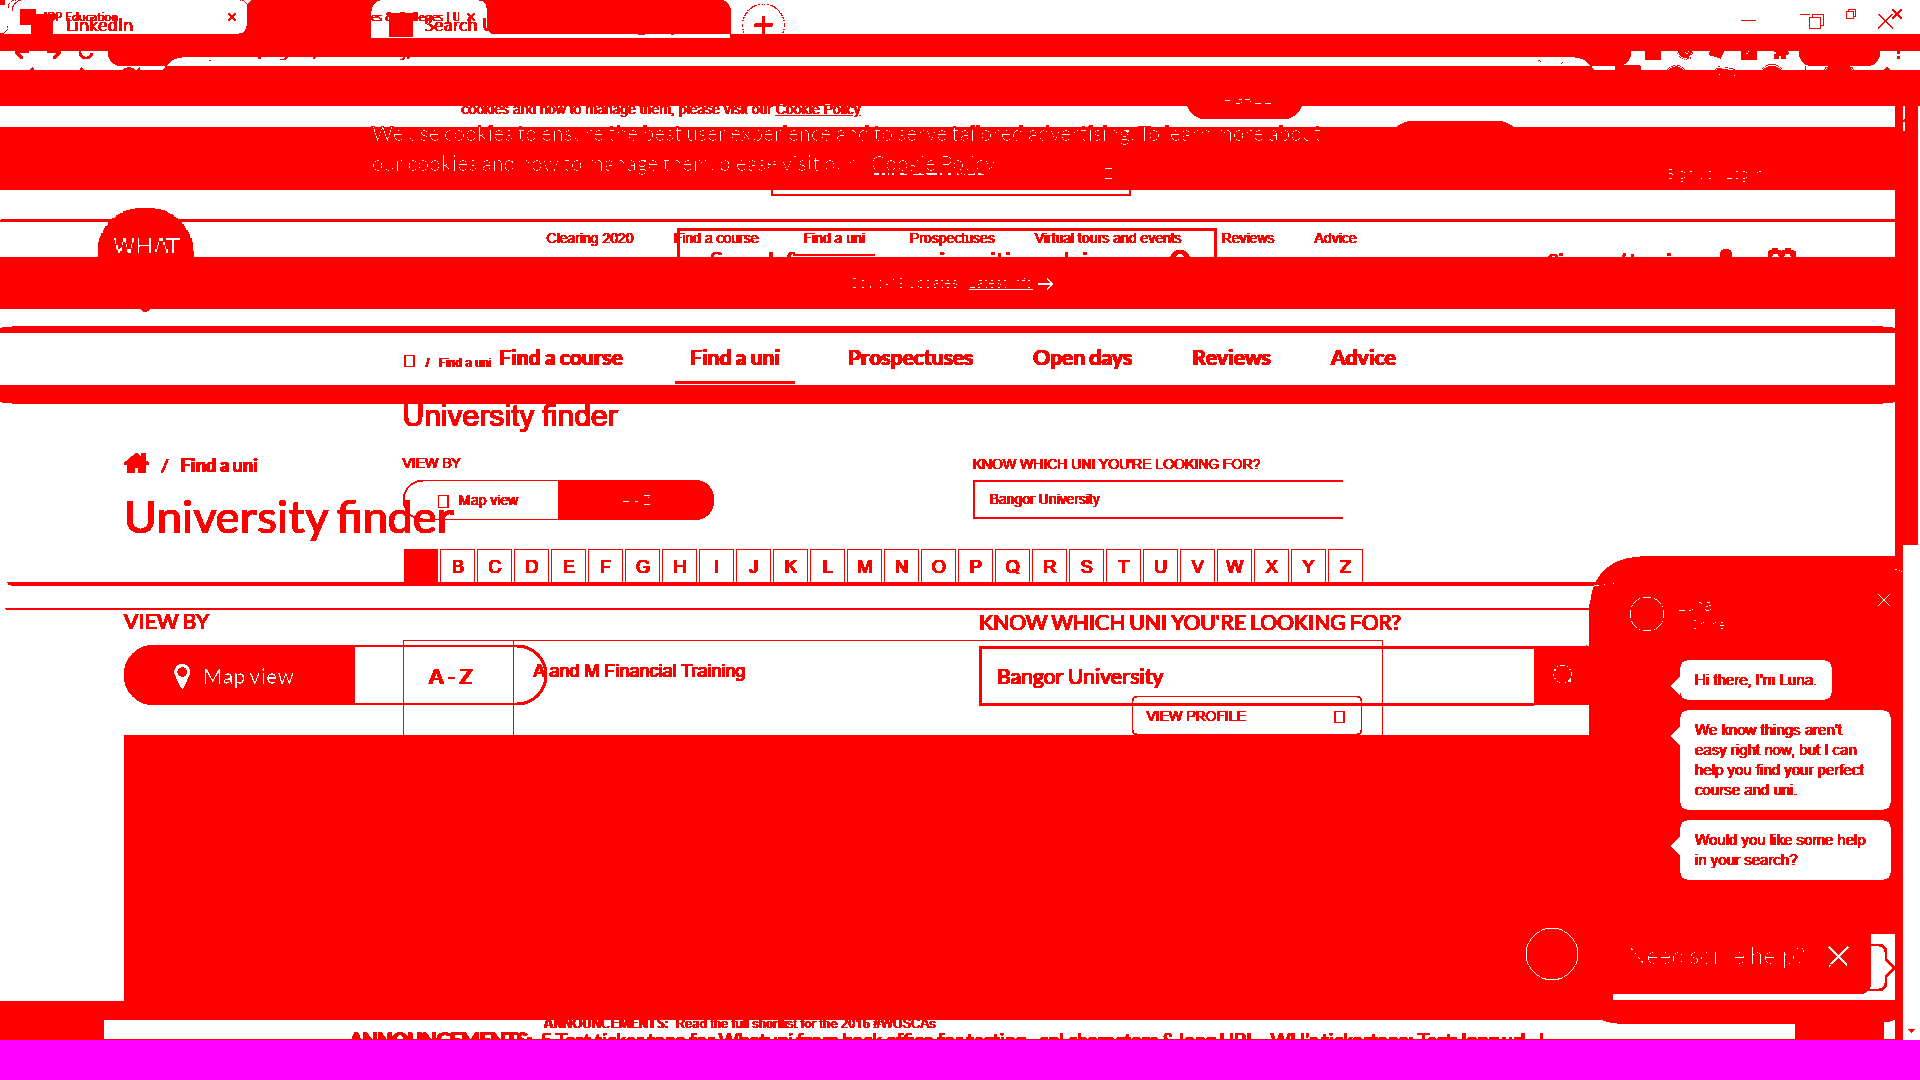 IDP Education
LinkedIn
Search
cookies and how to manage them, please visit our Cookie Policy
We use cookies to ensure the best user experience and to serve tailored advertising. To learn more about
our cookies and how to manage them please visit our Cookie Policy
WHAT
Clearing 2020 Find a course Find a uni Prospectuses Virtual tours and events Reviews Advice
Latest info →
/ Find a uni
Find a course Find a uni Prospectuses Open days Reviews Advice
University finder
/ Find a uni
VIEW BY
KNOW WHICH UNI YOU'RE LOOKING FOR?
Map view
Bangor University
University finder
B C D E F G H I J K L M N O P Q R S T U V W X Y Z
VIEW BY
KNOW WHICH UNI YOU'RE LOOKING FOR?
Map view
A - Z
A and M Financial Training
Bangor University
VIEW PROFILE
Luna
Hi there, I'm Luna.
We know things aren't
easy right now, but I can
help you find your perfect
course and uni.
Would you like some help
in your search?
Need some help?
ANNOUNCEMENTS: Read the full shortlist for the 2016 #WUSCAs
ANNOUNCEMENTS: